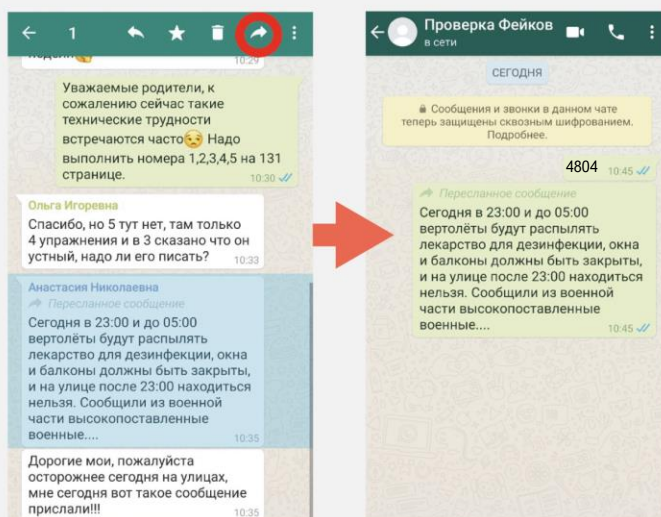 1
недели
10:29
Уважаемые родители, к
сожалению сейчас такие
технические трудности
встречаются часто😒 Надо
выполнить номера 1,2,3,4,5 на 131
странице.
10:30
Ольга Игоревна
Спасибо, но 5 тут нет, там только
4 упражнения и в 3 сказано что он
устный, надо ли его писать?
10:33
Анастасия Николаевна
Пересланное сообщение
Сегодня в 23:00 и до 05:00
вертолёты будут распылять
лекарство для дезинфекции, окна
и балконы должны быть закрыты,
и на улице после 23:00 находиться
нельзя. Сообщили из военной
части высокопоставленные
военные....
10:35
Дорогие мои, пожалуйста
осторожнее сегодня на улицах,
мне сегодня вот такое сообщение
прислали!!!
10:35
Проверка Фейков
в сети
СЕГОДНЯ
Сообщения и звонки в данном чате
теперь защищены сквозным шифрованием.
Подробнее.
4804 10:45
Пересланное сообщение
Сегодня в 23:00 и до 05:00
вертолёты будут распылять
лекарство для дезинфекции, окна
и балконы должны быть закрыты,
и на улице после 23:00 находиться
нельзя. Сообщили из военной
части высокопоставленные
военные....
10:45